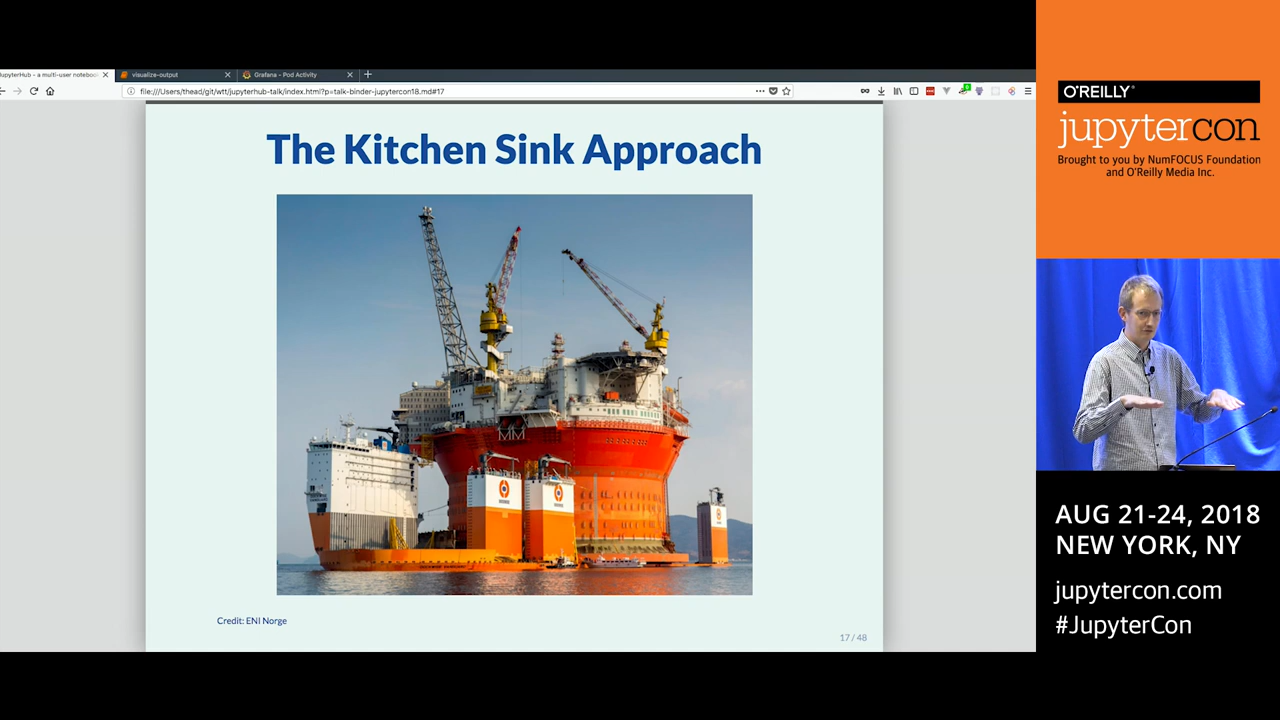 JupyterHub – a multi-user notebook
visualize-output
Grafana - Pod Activity
file:///Users/thead/git/wtt/jupyterhub-talk/index.html?p=talk-binder-jupytercon18.md#17
The Kitchen Sink Approach
Credit: ENI Norge
17 / 48
O'REILLY®
jupytercon
Brought to you by NumFOCUS Foundation
and O'Reilly Media Inc.
AUG 21-24, 2018
NEW YORK, NY
jupytercon.com
#JupyterCon